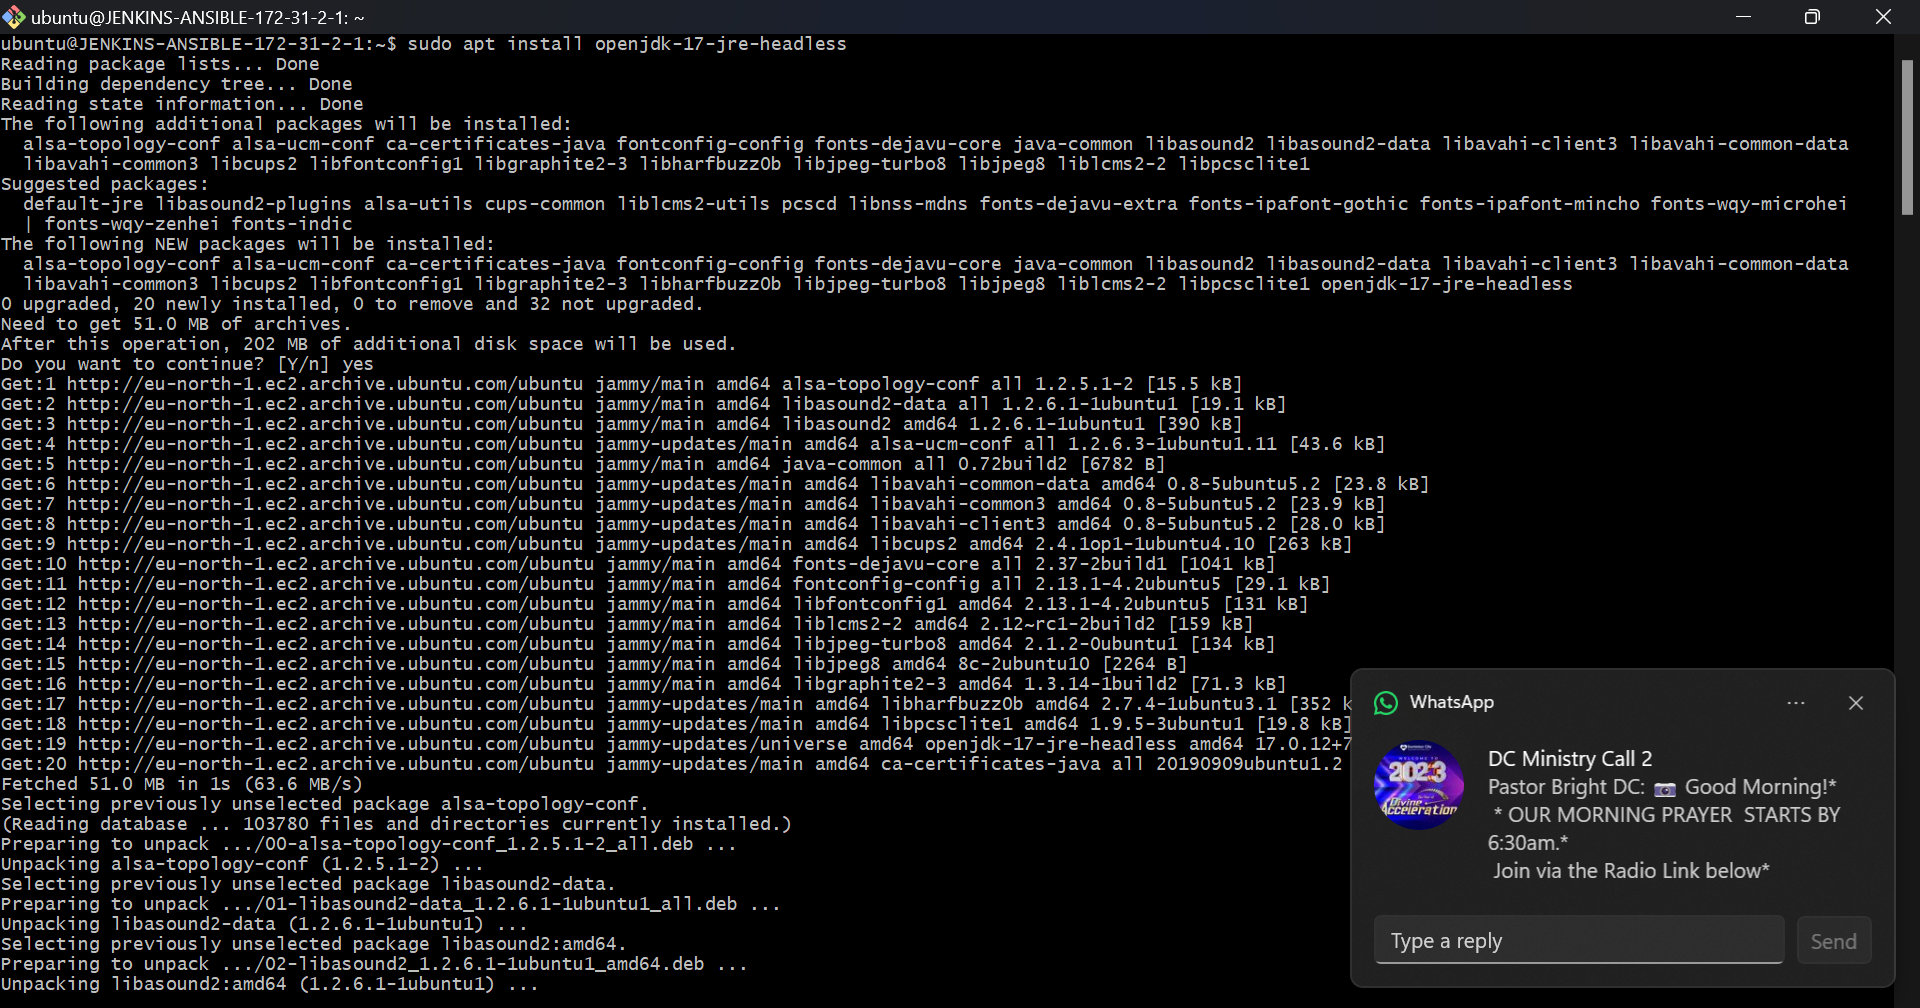 ubuntu@JENKINS-ANSIBLE-172-31-2-1: ~
ubuntu@JENKINS-ANSIBLE-172-31-2-1:~$ sudo apt install openjdk-17-jre-headless
Reading package lists... Done
Building dependency tree... Done
Reading state information... Done
The following additional packages will be installed:
  alsa-topology-conf alsa-ucm-conf ca-certificates-java fontconfig-config fonts-dejavu-core java-common libasound2 libasound2-data libavahi-client3 libavahi-common-data
  libavahi-common3 libcups2 libfontconfig1 libgraphite2-3 libharfbuzz0b libjpeg-turbo8 libjpeg8 liblcms2-2 libpcsclite1
Suggested packages:
  default-jre libasound2-plugins alsa-utils cups-common liblcms2-utils pcscd libnss-mdns fonts-dejavu-extra fonts-ipafont-gothic fonts-ipafont-mincho fonts-wqy-microhei
  | fonts-wqy-zenhei fonts-indic
The following NEW packages will be installed:
  alsa-topology-conf alsa-ucm-conf ca-certificates-java fontconfig-config fonts-dejavu-core java-common libasound2 libasound2-data libavahi-client3 libavahi-common-data
  libavahi-common3 libcups2 libfontconfig1 libgraphite2-3 libharfbuzz0b libjpeg-turbo8 libjpeg8 liblcms2-2 libpcsclite1 openjdk-17-jre-headless
0 upgraded, 20 newly installed, 0 to remove and 32 not upgraded.
Need to get 51.0 MB of archives.
After this operation, 202 MB of additional disk space will be used.
Do you want to continue? [Y/n] yes
Get:1 http://eu-north-1.ec2.archive.ubuntu.com/ubuntu jammy/main amd64 alsa-topology-conf all 1.2.5.1-2 [15.5 kB]
Get:2 http://eu-north-1.ec2.archive.ubuntu.com/ubuntu jammy/main amd64 libasound2-data all 1.2.6.1-1ubuntu1 [19.1 kB]
Get:3 http://eu-north-1.ec2.archive.ubuntu.com/ubuntu jammy/main amd64 libasound2 amd64 1.2.6.1-1ubuntu1 [390 kB]
Get:4 http://eu-north-1.ec2.archive.ubuntu.com/ubuntu jammy-updates/main amd64 alsa-ucm-conf all 1.2.6.3-1ubuntu1.11 [43.6 kB]
Get:5 http://eu-north-1.ec2.archive.ubuntu.com/ubuntu jammy/main amd64 java-common all 0.72build2 [6782 B]
Get:6 http://eu-north-1.ec2.archive.ubuntu.com/ubuntu jammy-updates/main amd64 libavahi-common-data amd64 0.8-5ubuntu5.2 [23.8 kB]
Get:7 http://eu-north-1.ec2.archive.ubuntu.com/ubuntu jammy-updates/main amd64 libavahi-common3 amd64 0.8-5ubuntu5.2 [23.9 kB]
Get:8 http://eu-north-1.ec2.archive.ubuntu.com/ubuntu jammy-updates/main amd64 libavahi-client3 amd64 0.8-5ubuntu5.2 [28.0 kB]
Get:9 http://eu-north-1.ec2.archive.ubuntu.com/ubuntu jammy-updates/main amd64 libcups2 amd64 2.4.1op1-1ubuntu4.10 [263 kB]
Get:10 http://eu-north-1.ec2.archive.ubuntu.com/ubuntu jammy/main amd64 fonts-dejavu-core all 2.37-2build1 [1041 kB]
Get:11 http://eu-north-1.ec2.archive.ubuntu.com/ubuntu jammy/main amd64 fontconfig-config all 2.13.1-4.2ubuntu5 [29.1 kB]
Get:12 http://eu-north-1.ec2.archive.ubuntu.com/ubuntu jammy/main amd64 libfontconfig1 amd64 2.13.1-4.2ubuntu5 [131 kB]
Get:13 http://eu-north-1.ec2.archive.ubuntu.com/ubuntu jammy/main amd64 liblcms2-2 amd64 2.12~rc1-2build2 [159 kB]
Get:14 http://eu-north-1.ec2.archive.ubuntu.com/ubuntu jammy/main amd64 libjpeg-turbo8 amd64 2.1.2-0ubuntu1 [134 kB]
Get:15 http://eu-north-1.ec2.archive.ubuntu.com/ubuntu jammy/main amd64 libjpeg8 amd64 8c-2ubuntu10 [2264 B]
Get:16 http://eu-north-1.ec2.archive.ubuntu.com/ubuntu jammy/main amd64 libgraphite2-3 amd64 1.3.14-1build2 [71.3 kB]
Get:17 http://eu-north-1.ec2.archive.ubuntu.com/ubuntu jammy-updates/main amd64 libharfbuzz0b amd64 2.7.4-1ubuntu3.1 [352 k
Get:18 http://eu-north-1.ec2.archive.ubuntu.com/ubuntu jammy-updates/main amd64 libpcsclite1 amd64 1.9.5-3ubuntu1 [19.8 kB]
Get:19 http://eu-north-1.ec2.archive.ubuntu.com/ubuntu jammy-updates/universe amd64 openjdk-17-jre-headless amd64 17.0.12+7
Get:20 http://eu-north-1.ec2.archive.ubuntu.com/ubuntu jammy-updates/main amd64 ca-certificates-java all 20190909ubuntu1.2
Fetched 51.0 MB in 1s (63.6 MB/s)
Selecting previously unselected package alsa-topology-conf.
(Reading database ... 103780 files and directories currently installed.)
Preparing to unpack .../00-alsa-topology-conf_1.2.5.1-2_all.deb ...
Unpacking alsa-topology-conf (1.2.5.1-2) ...
Selecting previously unselected package libasound2-data.
Preparing to unpack .../01-libasound2-data_1.2.6.1-1ubuntu1_all.deb ...
Unpacking libasound2-data (1.2.6.1-1ubuntu1) ...
Selecting previously unselected package libasound2:amd64.
Preparing to unpack .../02-libasound2_1.2.6.1-1ubuntu1_amd64.deb ...
Unpacking libasound2:amd64 (1.2.6.1-1ubuntu1) ...
WhatsApp
WELCOME TO
2023
Divine
Acceleration
DC Ministry Call 2
Pastor Bright DC: 📷 Good Morning!*
* OUR MORNING PRAYER  STARTS BY
6:30am.*
Join via the Radio Link below*
Type a reply
Send